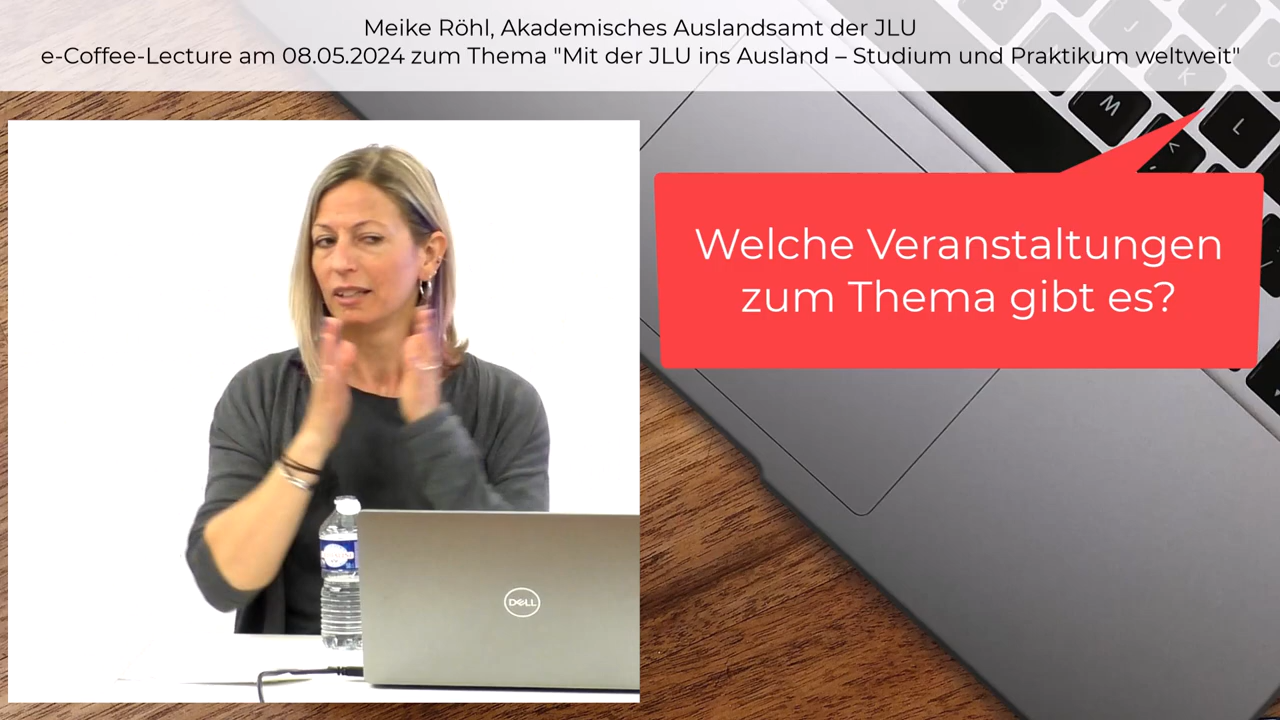 Meike Röhl, Akademisches Auslandsamt der JLU
e-Coffee-Lecture am 08.05.2024 zum Thema "Mit der JLU ins Ausland – Studium und Praktikum weltweit"
Welche Veranstaltungen
zum Thema gibt es?
B
J
K
M
L
<
DELL